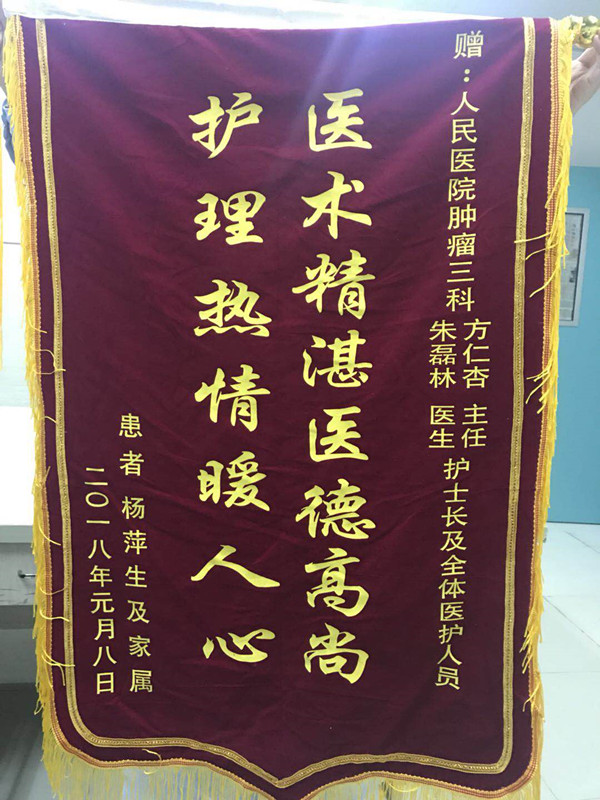 赠：人民医院肿瘤三科
方仁杏 主任
朱磊林 医生
护士长及全体医护人员
医术精湛医德高尚
护理热情暖人心
患者 杨萍生及家属
二〇一八年元月八日